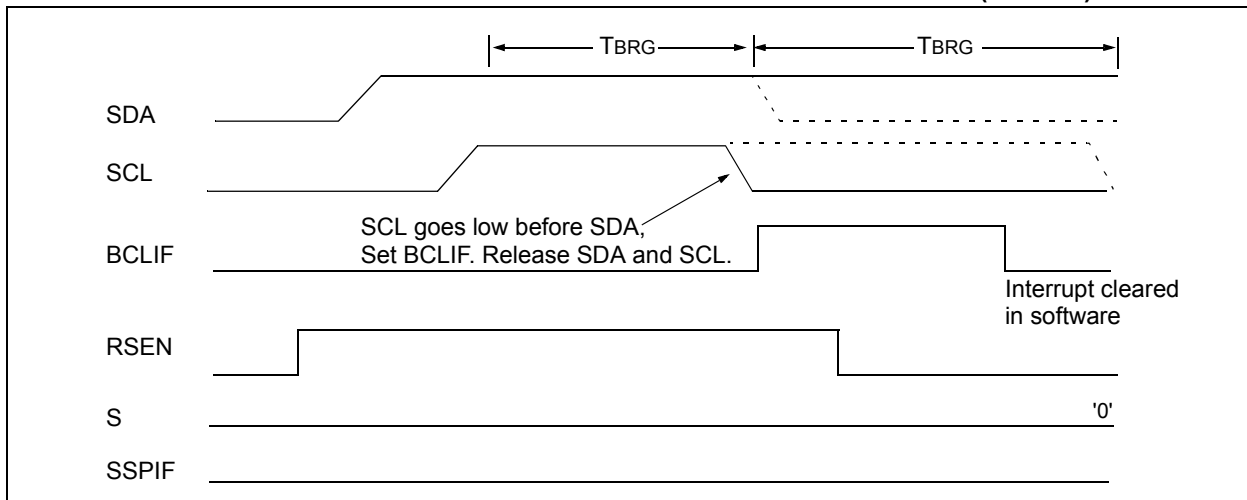 TBRG TBRG
SDA
SCL
SCL goes low before SDA,
Set BCLIF. Release SDA and SCL.
BCLIF
Interrupt cleared
in software
RSEN
S '0'
SSPIF